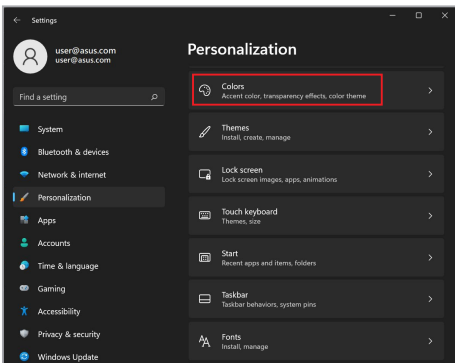 Settings
user@asus.com
user@asus.com
Find a setting
System
Bluetooth & devices
Network & internet
Personalization
Apps
Accounts
Time & language
Gaming
Accessibility
Privacy & security
Windows Update
Personalization
Colors
Accent color, transparency effects, color theme
Themes
Install, create, manage
Lock screen
Lock screen images, apps, animations
Touch keyboard
Themes, size
Start
Recent apps and items, folders
Taskbar
Taskbar behaviors, system pins
Fonts
Install, manage